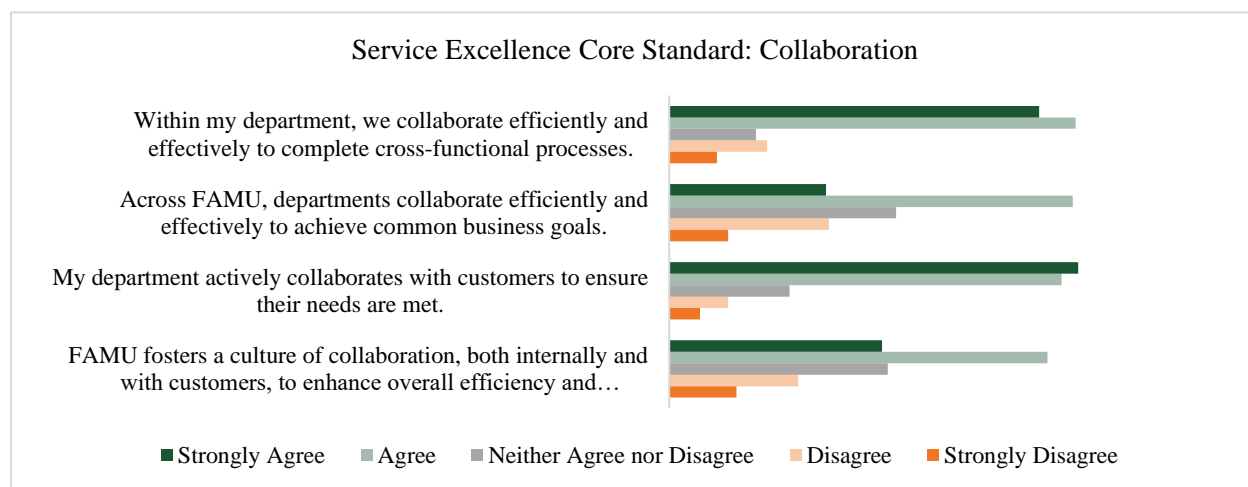 Service Excellence Core Standard: Collaboration
Within my department, we collaborate efficiently and
effectively to complete cross-functional processes.
Across FAMU, departments collaborate efficiently and
effectively to achieve common business goals.
My department actively collaborates with customers to ensure
their needs are met.
FAMU fosters a culture of collaboration, both internally and
with customers, to enhance overall efficiency and…
Strongly Agree Agree Neither Agree nor Disagree Disagree Strongly Disagree